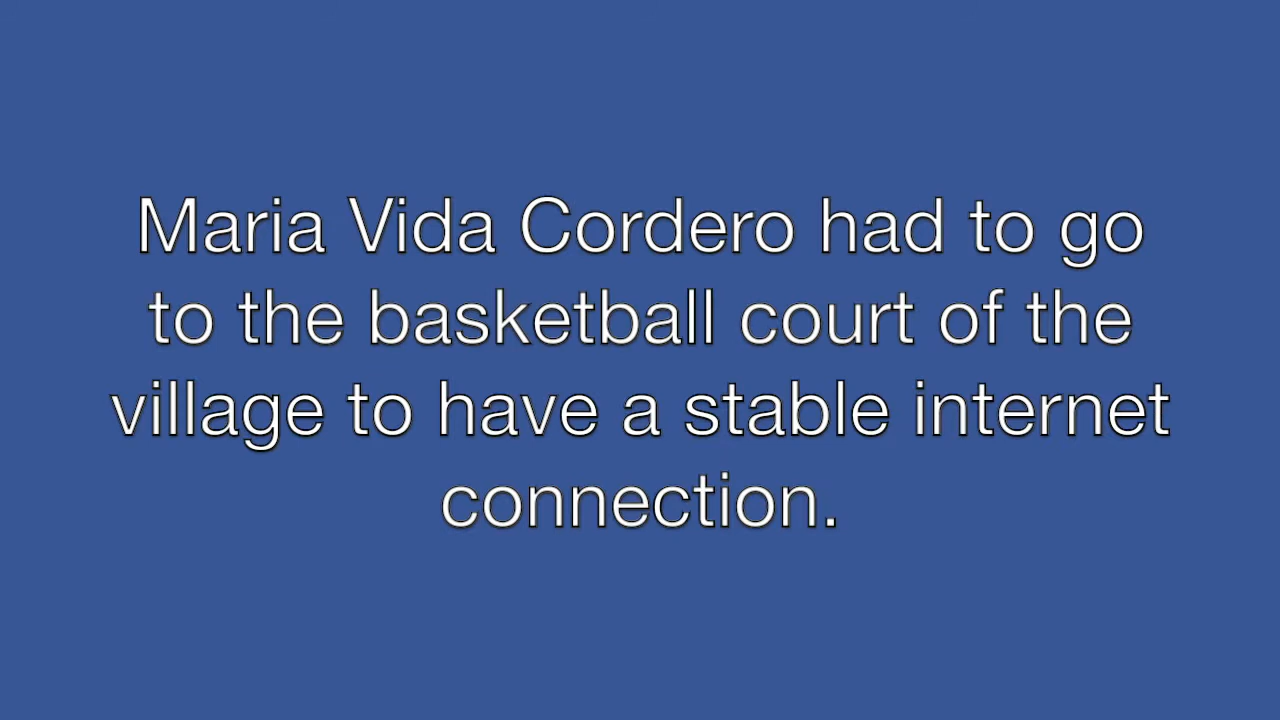 Maria Vida Cordero had to go
to the basketball court of the
village to have a stable internet
connection.